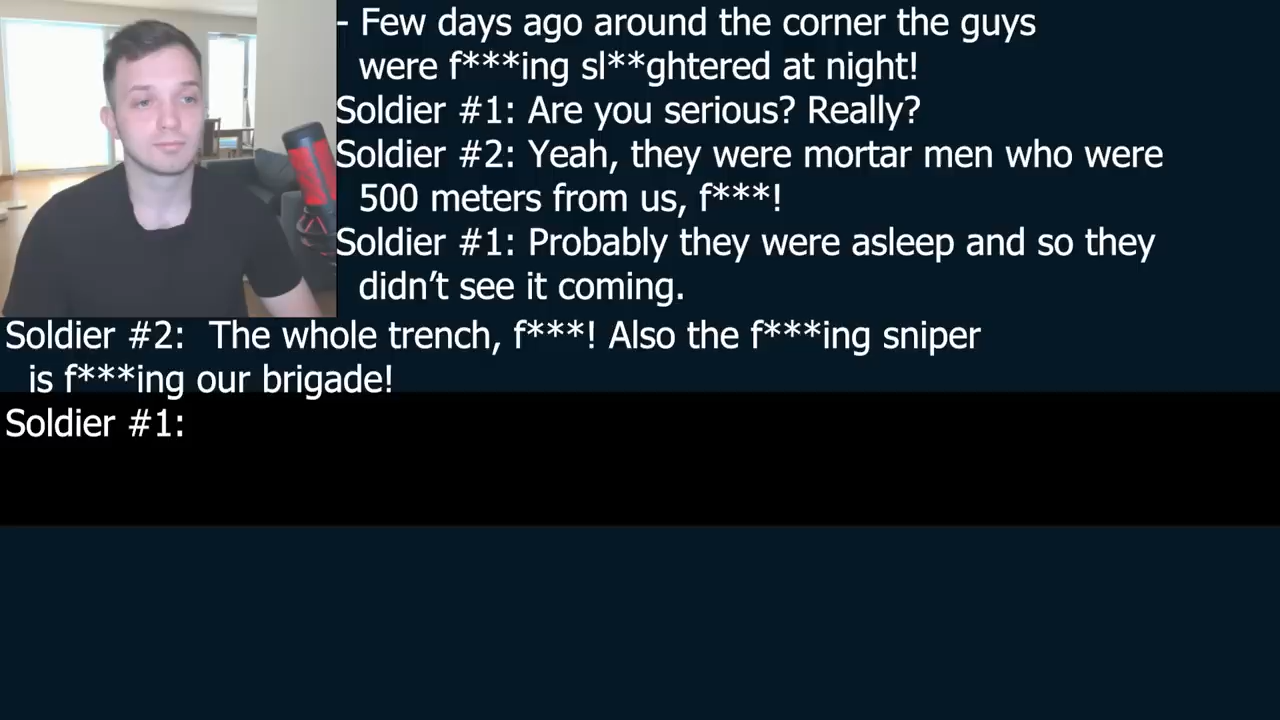 - Few days ago around the corner the guys
were f***ing sl**ghtered at night!
Soldier #1: Are you serious? Really?
Soldier #2: Yeah, they were mortar men who were
500 meters from us, f***!
Soldier #1: Probably they were asleep and so they
didn’t see it coming.
Soldier #2:  The whole trench, f***! Also the f***ing sniper
is f***ing our brigade!
Soldier #1: